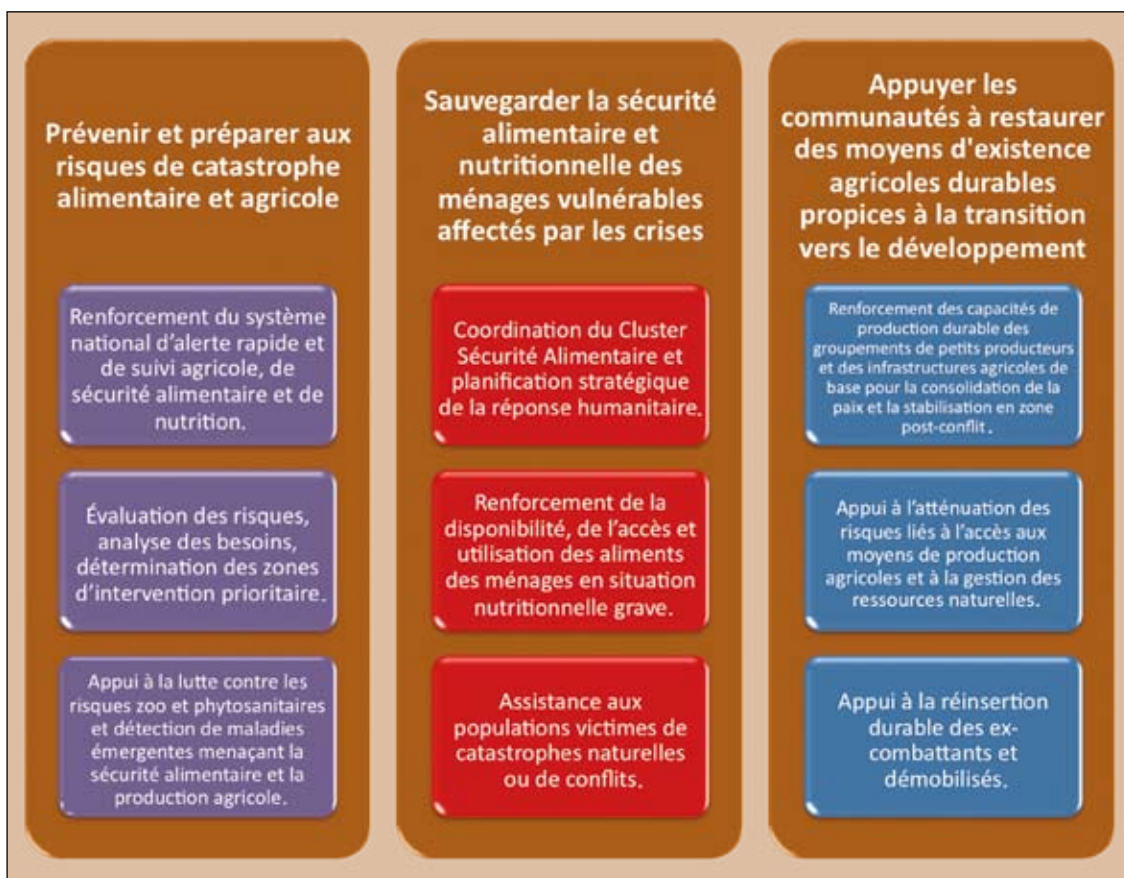 Prévenir et préparer aux
risques de catastrophe
alimentaire et agricole
Renforcement du système
national d'alerte rapide et
de suivi agricole, de
sécurité alimentaire et de
nutrition.
Évaluation des risques,
analyse des besoins,
détermination des zones
d'intervention prioritaire.
Appui à la lutte contre les
risques zoo et phytosanitaires
et détection de maladies
émergentes menaçant la
sécurité alimentaire et la
production agricole.
Sauvegarder la sécurité
alimentaire et
nutritionnelle des
ménages vulnérables
affectés par les crises
Coordination du Cluster
Sécurité Alimentaire et
planification stratégique
de la réponse humanitaire.
Renforcement de la
disponibilité, de l'accès et
utilisation des aliments
des ménages en situation
nutritionnelle grave.
Assistance aux
populations victimes de
catastrophes naturelles
ou de conflits.
Appuyer les
communautés à restaurer
des moyens d'existence
agricoles durables
propices à la transition
vers le développement
Renforcement des capacités de
production durable des
groupements de petits producteurs
et des infrastructures agricoles de
base pour la consolidation de la
paix et la stabilisation en zone
post-conflit.
Appui à l'atténuation des
risques liés à l'accès aux
moyens de production
agricoles et à la gestion des
ressources naturelles.
Appui à la réinsertion
durable des ex-
combattants et
démobilisés.